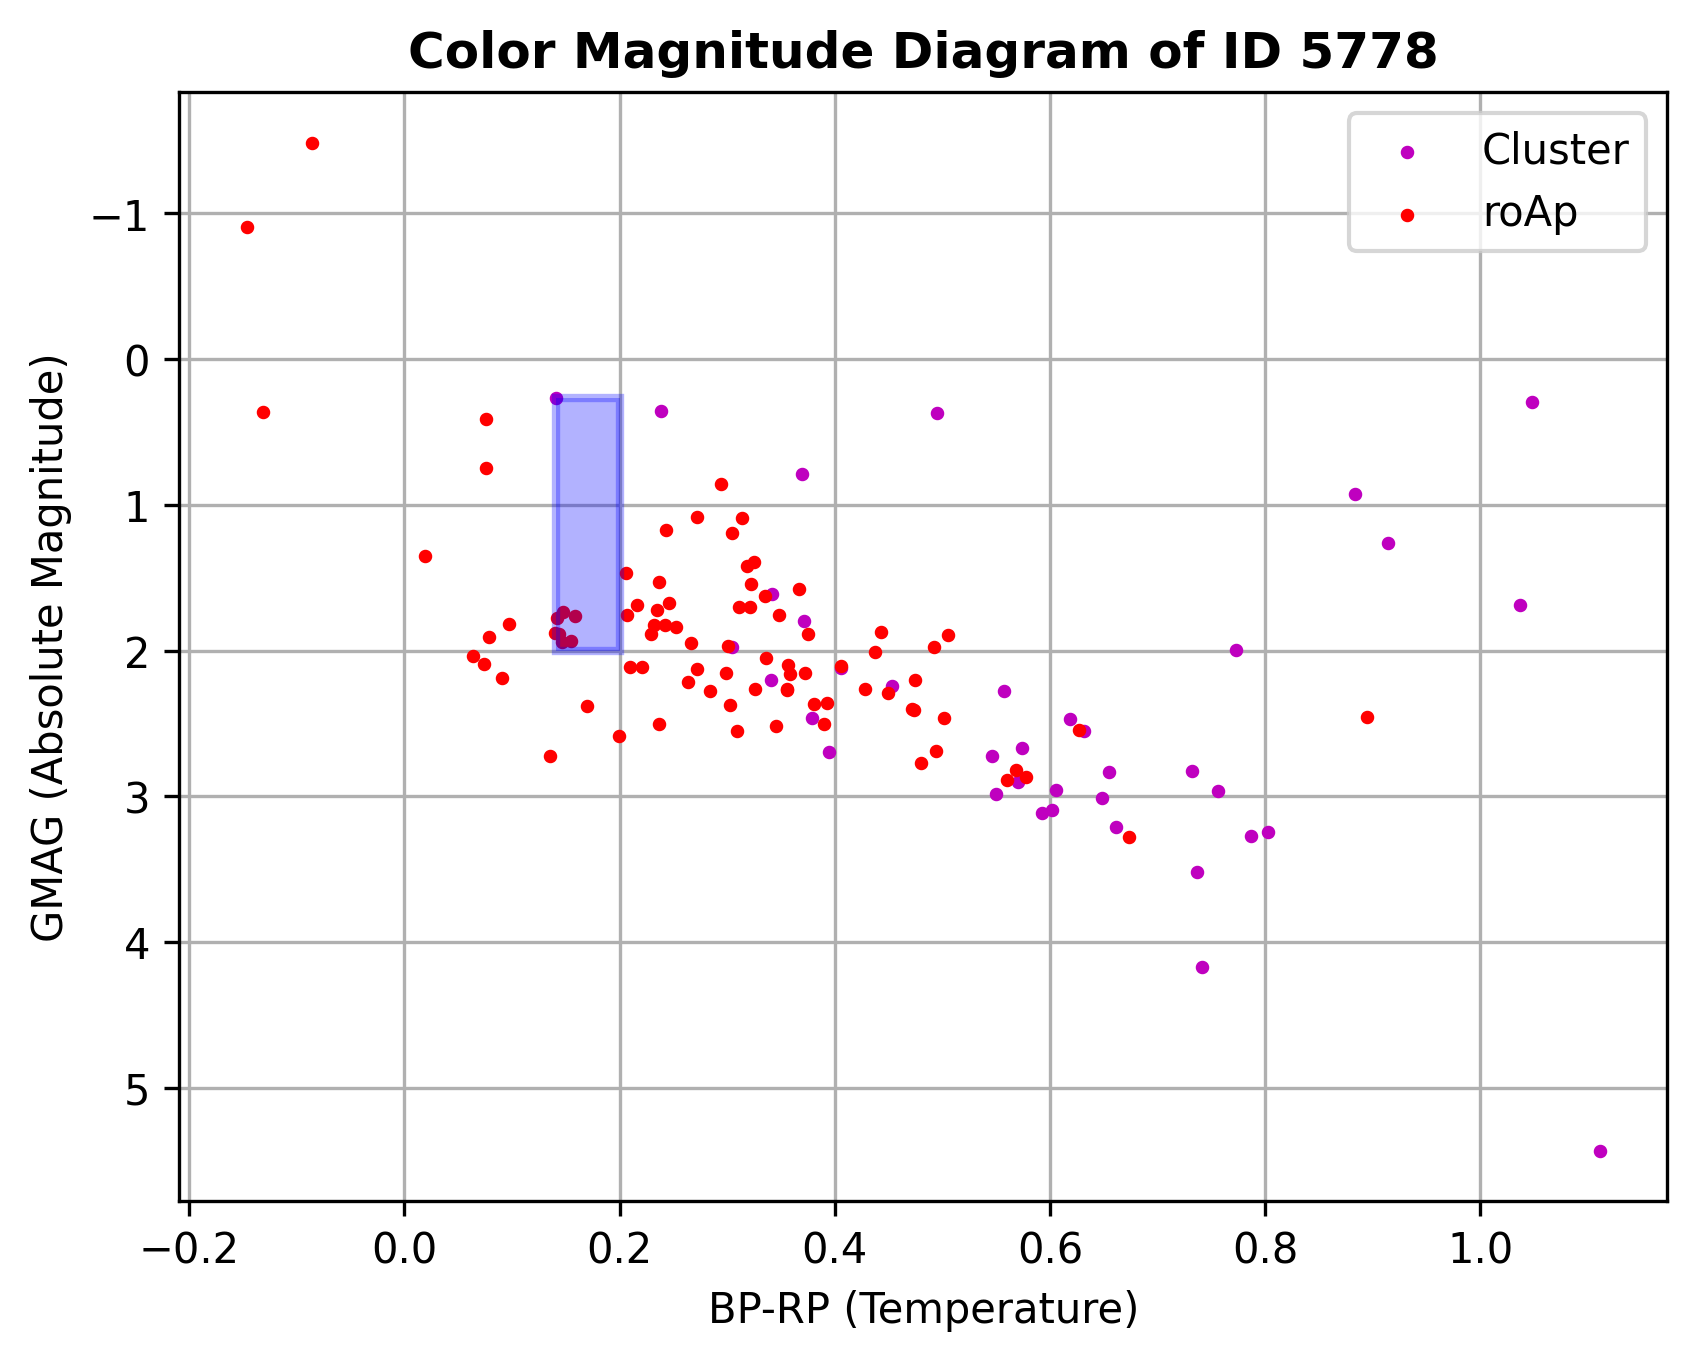 Color Magnitude Diagram of ID 5778
Cluster
roAp
GMAG (Absolute Magnitude)
−1
0
1
2
3
4
5
−0.2 0.0 0.2 0.4 0.6 0.8 1.0
BP-RP (Temperature)